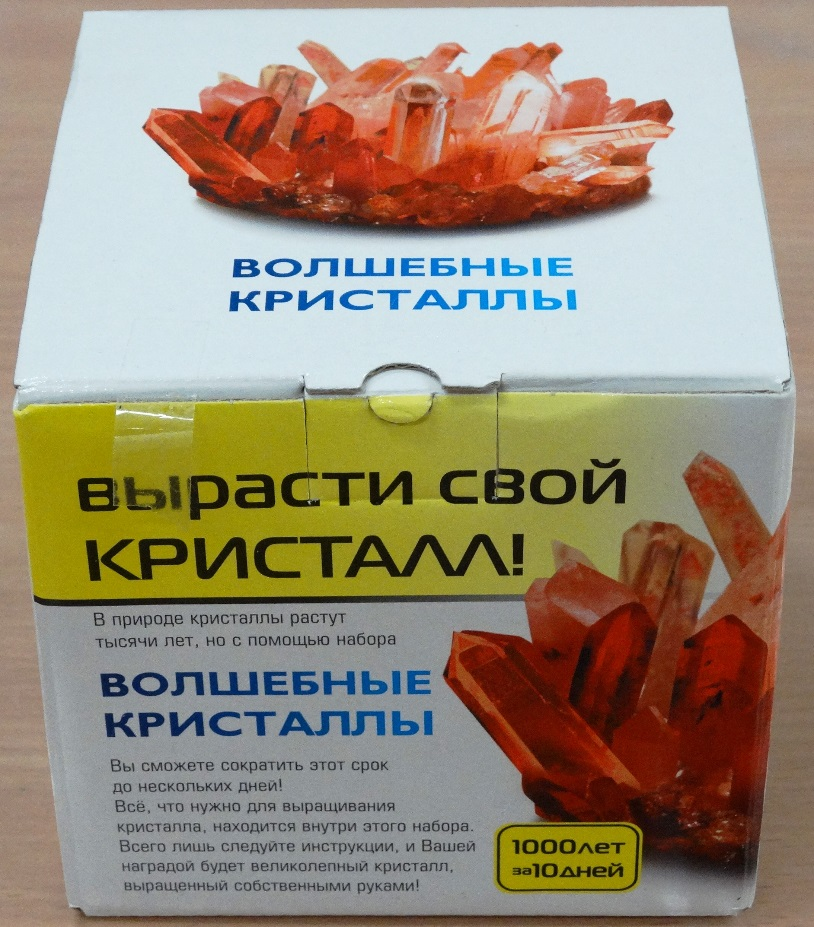 ВОЛШЕБНЫЕ
КРИСТАЛЛЫ
вырасти свой
КРИСТАЛЛ!
В природе кристаллы растут
тысячи лет, но с помощью набора
ВОЛШЕБНЫЕ
КРИСТАЛЛЫ
Вы сможете сократить этот срок
до нескольких дней!
Всё, что нужно для выращивания
кристалла, находится внутри этого набора.
Всего лишь следуйте инструкции, и Вашей
наградой будет великолепный кристалл,
выращенный собственными руками!
1000лет
за10дней